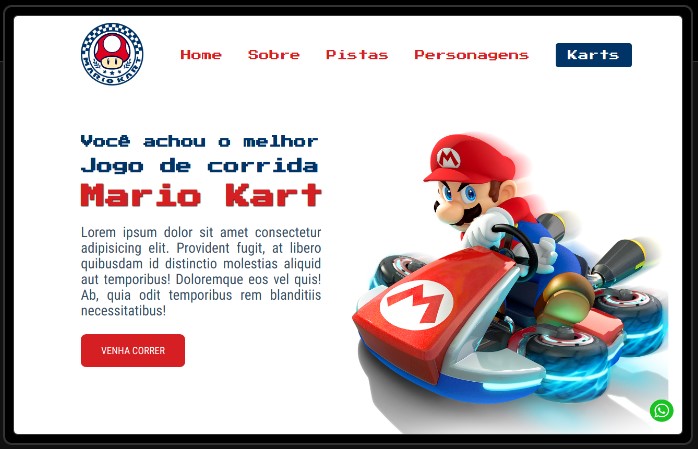 MARIO KART
Home Sobre Pistas Personagens Karts
Você achou o melhor
Jogo de corrida
Mario Kart
Lorem ipsum dolor sit amet consectetur
adipisicing elit. Provident fugit, at libero
quibusdam id distinctio molestias aliquid
aut temporibus! Doloremque eos vel quis!
Ab, quia odit temporibus rem blanditiis
necessitatibus!
VENHA CORRER
M
M